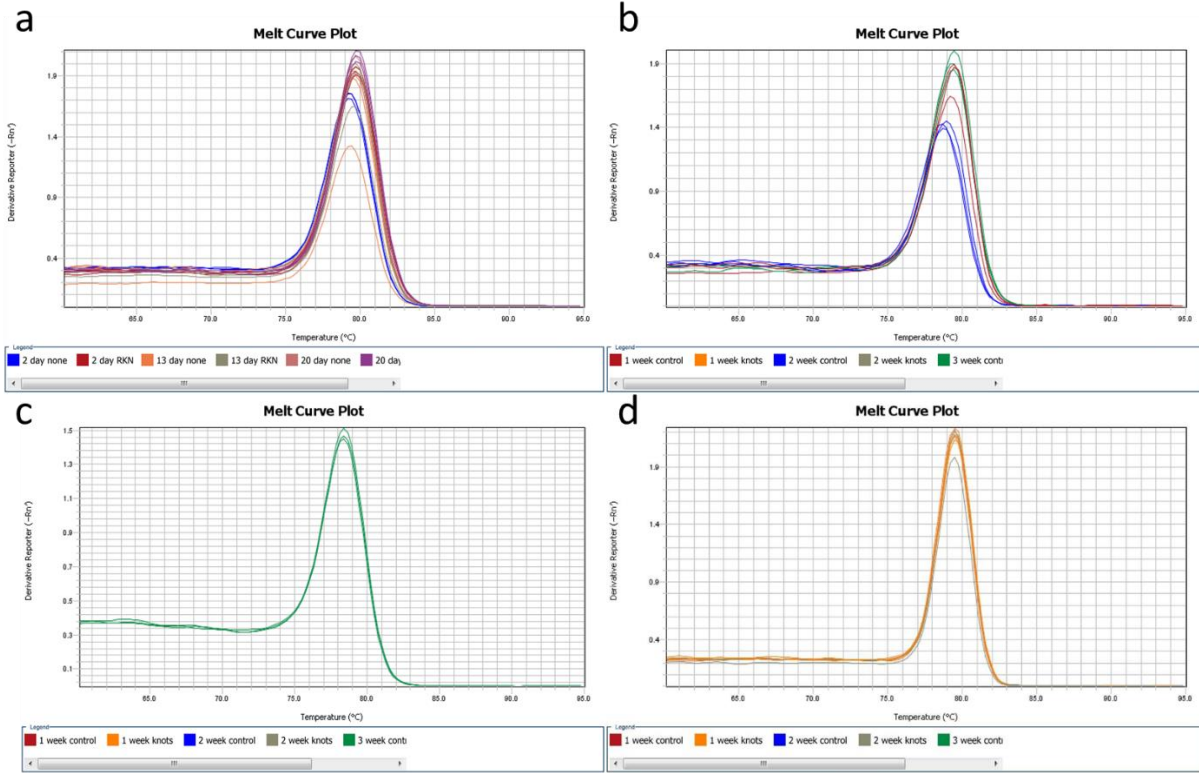 a
Melt Curve Plot
Derivative Reporter (-Rn')
1.9
1.4
0.9
0.4
65.0 70.0 75.0 80.0 85.0 90.0 95.0
Temperature (°C)
Legend
2 day none 2 day RKN 13 day none 13 day RKN 20 day none 20 day
b
Melt Curve Plot
Derivative Reporter (-Rn')
1.9
1.4
0.9
0.4
65.0 70.0 75.0 80.0 85.0 90.0 95.0
Temperature (°C)
Legend
1 week control 1 week knots 2 week control 2 week knots 3 week cont
c
Melt Curve Plot
Derivative Reporter (-Rn')
1.5
1.3
1.1
0.9
0.7
0.5
0.3
0.1
65.0 70.0 75.0 80.0 85.0 90.0 95.0
Temperature (°C)
Legend
1 week control 1 week knots 2 week control 2 week knots 3 week cont
d
Melt Curve Plot
Derivative Reporter (-Rn')
1.9
1.4
0.9
0.4
65.0 70.0 75.0 80.0 85.0 90.0 95.0
Temperature (°C)
Legend
1 week control 1 week knots 2 week control 2 week knots 3 week cont